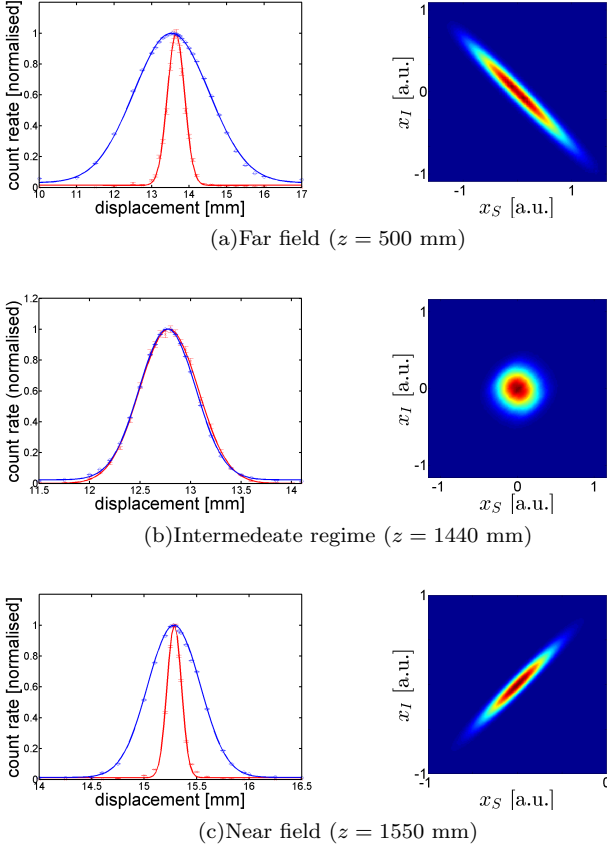 count reate [normalised]
1
0.8
0.6
0.4
0.2
0
10 11 12 13 14 15 16 17
displacement [mm]
x_I [a.u.]
1
0
-1
-1 0 1
x_S [a.u.]
(a)Far field (z = 500 mm)
count rate (normalised)
1.2
1
0.8
0.6
0.4
0.2
0
11.5 12 12.5 13 13.5 14
displacement [mm]
x_I [a.u.]
1
0
-1
-1 0 1
x_S [a.u.]
(b)Intermedeate regime (z = 1440 mm)
count rate [normalised]
1
0.8
0.6
0.4
0.2
0
14 14.5 15 15.5 16 16.5
displacement [mm]
x_I [a.u.]
1
-1
-1 0
x_S [a.u.]
(c)Near field (z = 1550 mm)